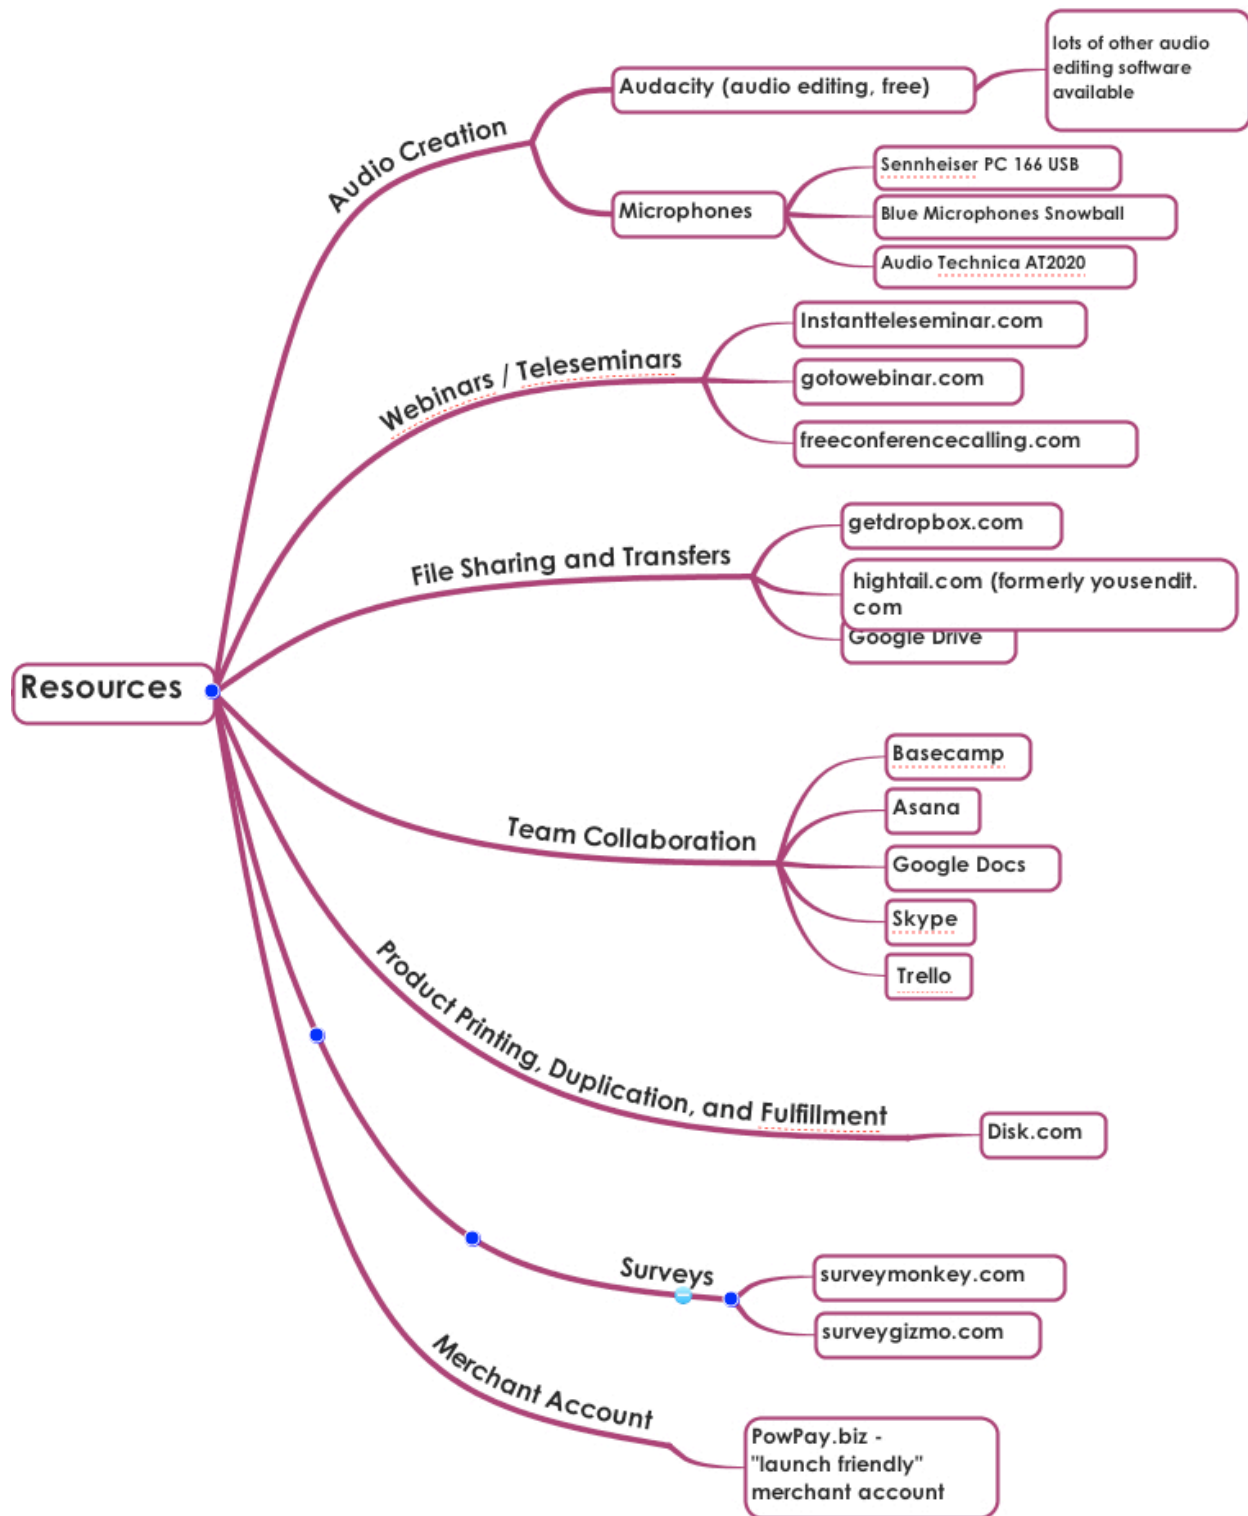 Resources
Audio Creation
Audacity (audio editing, free)
lots of other audio
editing software
available
Microphones
Sennheiser PC 166 USB
Blue Microphones Snowball
Audio Technica AT2020
Webinars / Teleseminars
Instantteleseminar.com
gotowebinar.com
freeconferencecalling.com
File Sharing and Transfers
getdropbox.com
hightail.com (formerly yousendit.
com
Google Drive
Team Collaboration
Basecamp
Asana
Google Docs
Skype
Trello
Product Printing, Duplication, and Fulfillment
Disk.com
Surveys
surveymonkey.com
surveygizmo.com
Merchant Account
PowPay.biz -
"launch friendly"
merchant account